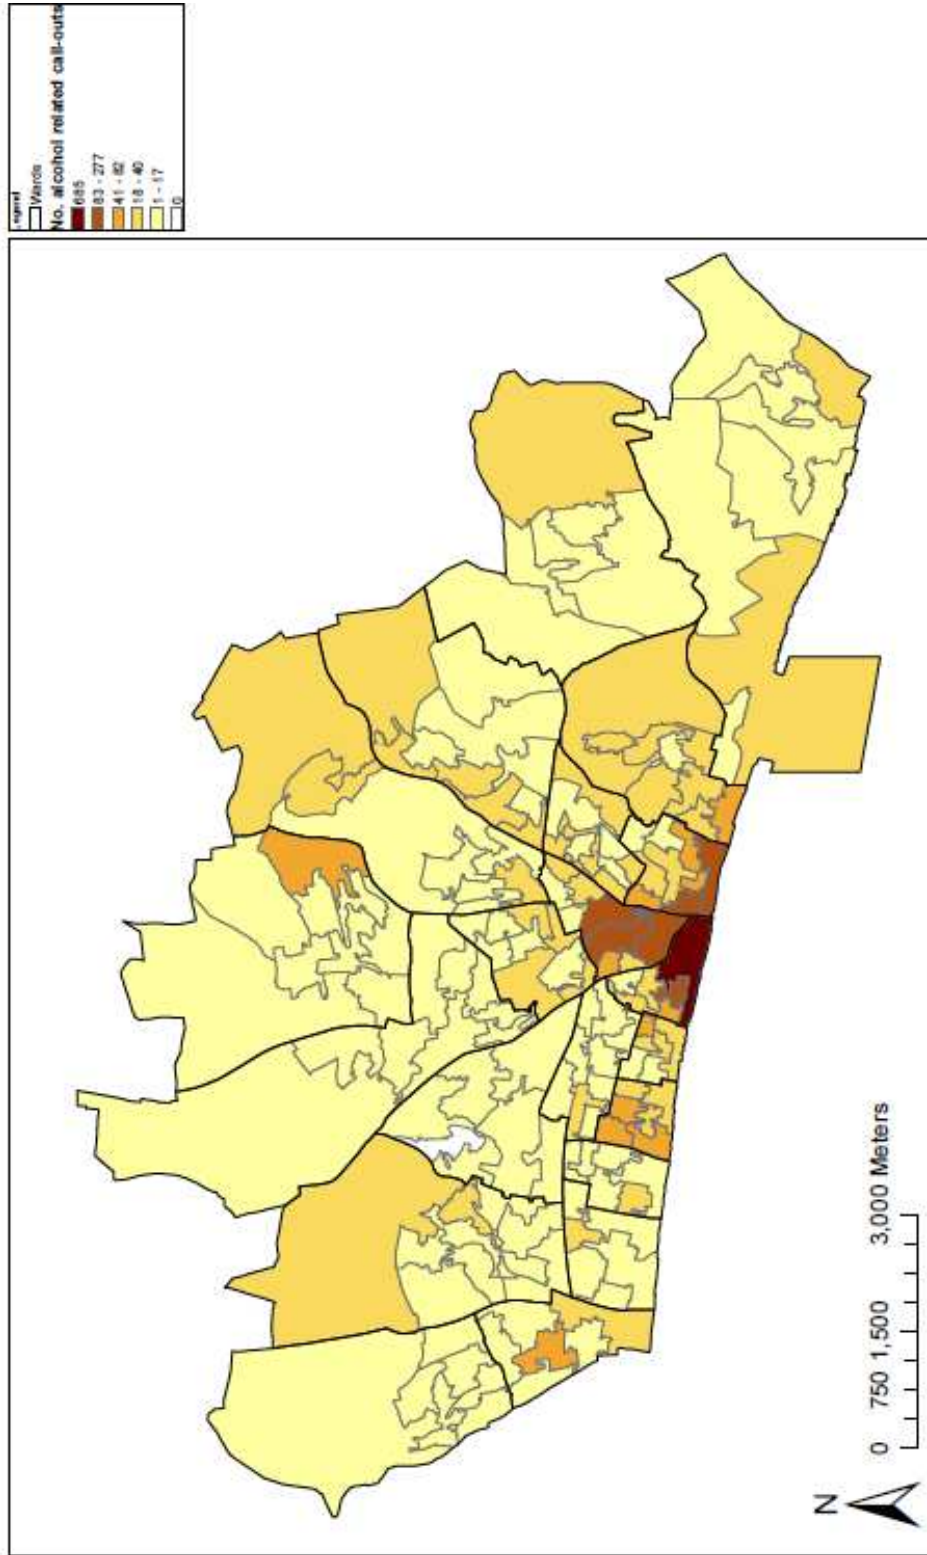 Legend
Wards
No. alcohol related call-outs
685
83 - 277
41 - 82
18 - 40
1 - 17
0
N
0 750 1,500 3,000 Meters